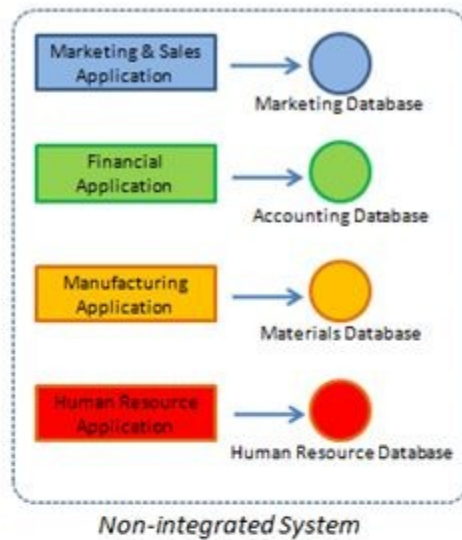 Marketing & Sales
Application
Marketing Database
Financial
Application
Accounting Database
Manufacturing
Application
Materials Database
Human Resource
Application
Human Resource Database
Non-integrated System